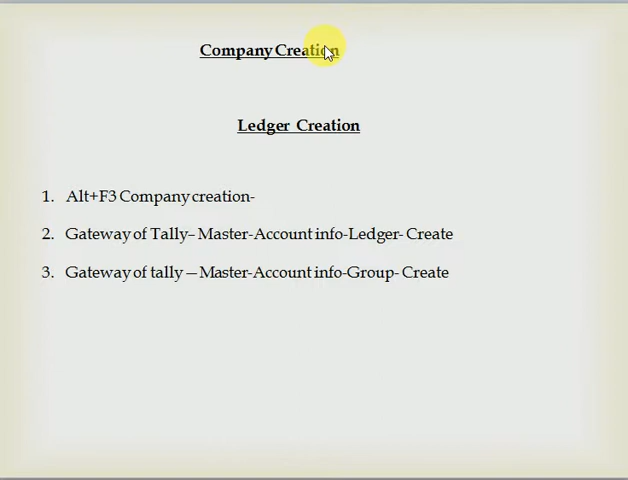 Company Creation
Ledger Creation
1. Alt+F3 Company creation-
2. Gateway of Tally– Master-Account info-Ledger- Create
3. Gateway of tally – Master-Account info-Group- Create